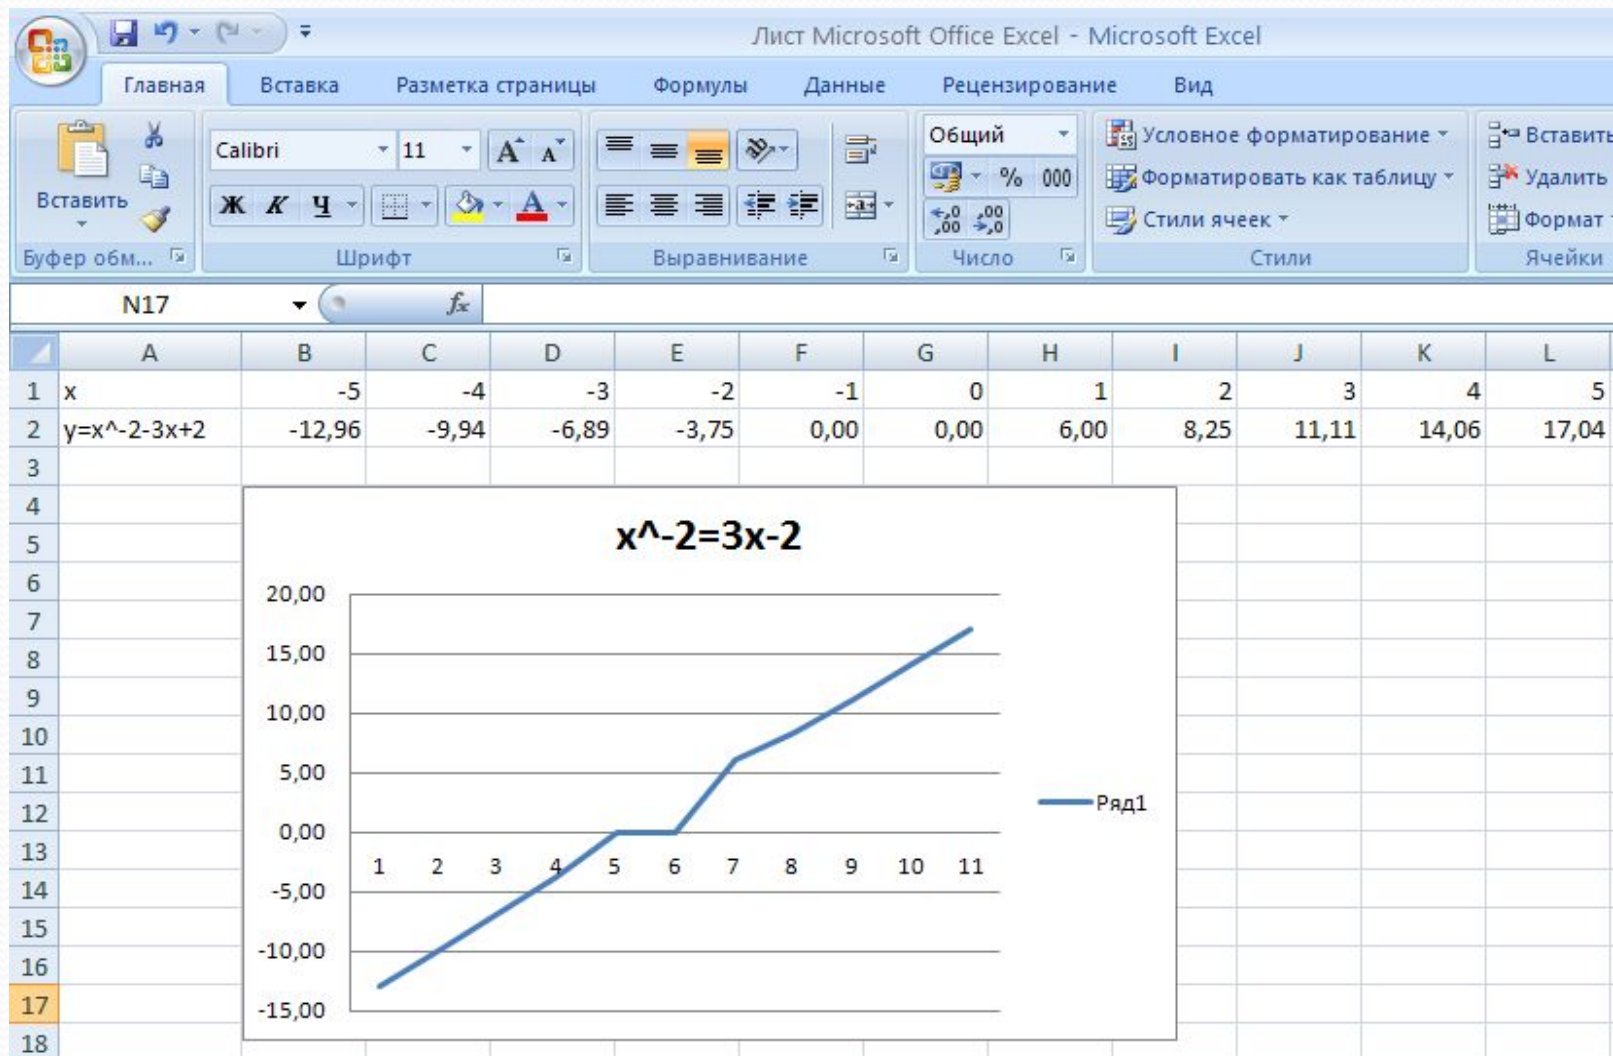 Лист Microsoft Office Excel - Microsoft Excel
Главная Вставка Разметка страницы Формулы Данные Рецензирование Вид
Calibri 11 Общий Условное форматирование Вставить
% 000 Форматировать как таблицу Удалить
Вставить Ж К Ч А Стили ячеек Формат
Буфер обм... Шрифт Выравнивание Число Стили Ячейки
N17 fx
A B C D E F G H I J K L
1 x -5 -4 -3 -2 -1 0 1 2 3 4 5
2 y=x^-2-3x+2 -12,96 -9,94 -6,89 -3,75 0,00 0,00 6,00 8,25 11,11 14,06 17,04
3
4
5 x^-2=3x-2
6 20,00
7
8 15,00
9
10 10,00
11 5,00
12 Ряд1
13 0,00
1 2 3 4 5 6 7 8 9 10 11
14 -5,00
15
16 -10,00
17 -15,00
18